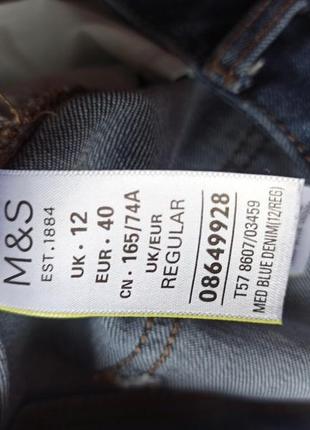 M&S
EST. 1884
UK · 12
EUR · 40
CN · 165/74A
UK/EUR
REGULAR
08649928
T57 8607/03459
MED BLUE DENIM(12/REG)